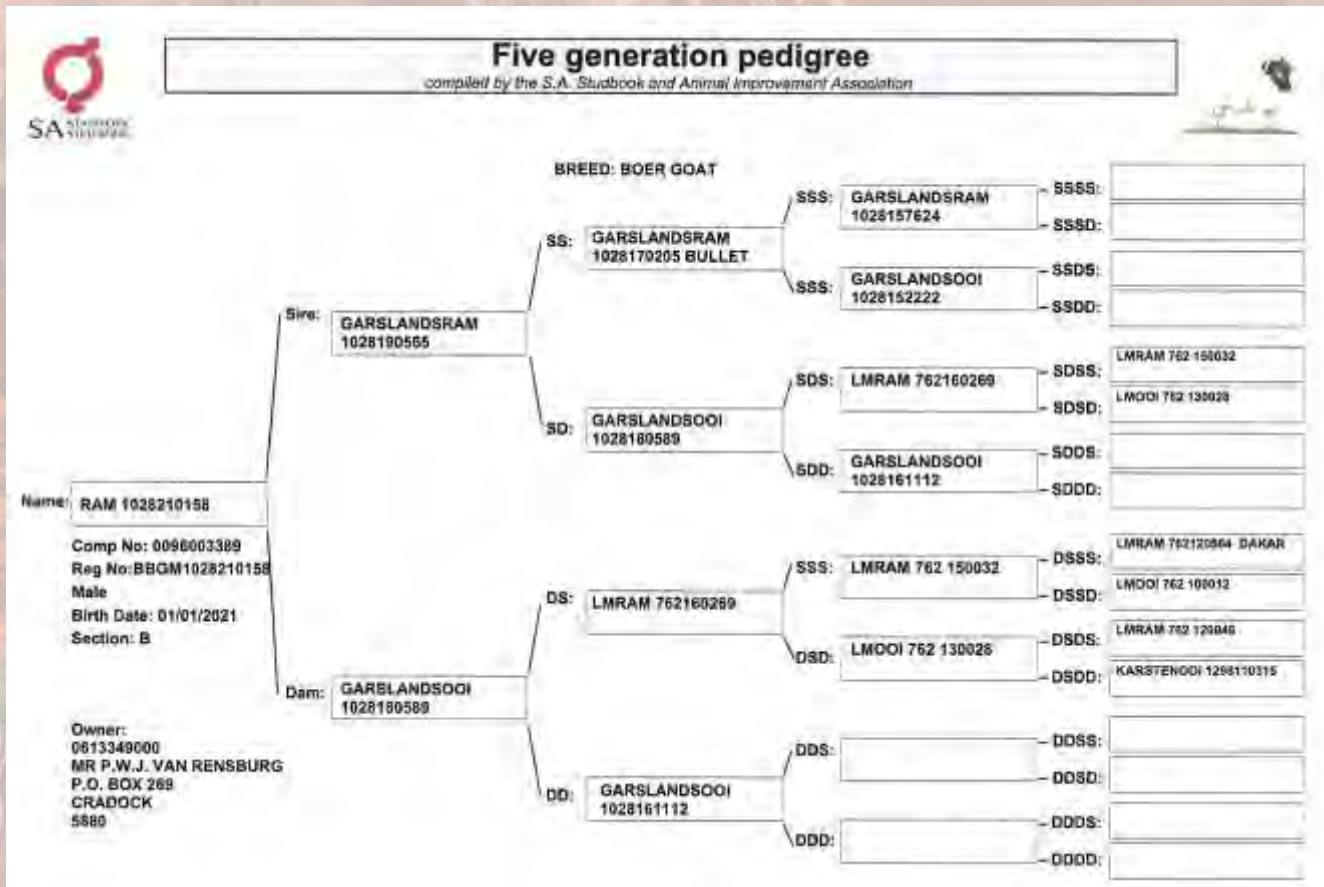 Five generation pedigree
compiled by the S.A. Studbook and Animal Improvement Association
SA
BREED: BOER GOAT
Name: RAM 1028210158
Comp No: 0096003389
Reg No:BBGM1028210158
Male
Birth Date: 01/01/2021
Section: B
Owner:
0613349000
MR P.W.J. VAN RENSBURG
P.O. BOX 269
CRADOCK
5880
Sire: GARSLANDSRAM
1028190565
Dam: GARSLANDSOOI
1028180589
SS: GARSLANDSRAM
1028170205 BULLET
SD: GARSLANDSOOI
1028180589
DS: LMRAM 762160269
DD: GARSLANDSOOI
1028161112
SSS: GARSLANDSRAM
1028157624
SSS: GARSLANDSOOI
1028152222
SDS: LMRAM 762160269
SDD: GARSLANDSOOI
1028161112
SSS: LMRAM 762 150032
DSD: LMOOI 762 130028
DDS:
DDD:
SSSS:
SSSD:
SSDS:
SSDD:
SDSS: LMRAM 762 150032
SDSD: LMOOI 762 130028
SDDS:
SDDD:
DSSS: LMRAM 762120864 DAKAR
DSSD: LMOOI 762 100012
DSDS: LMRAM 762 120046
DSDD: KARSTENOOI 1298110315
DDSS:
DDSD:
DDDS:
DDDD: